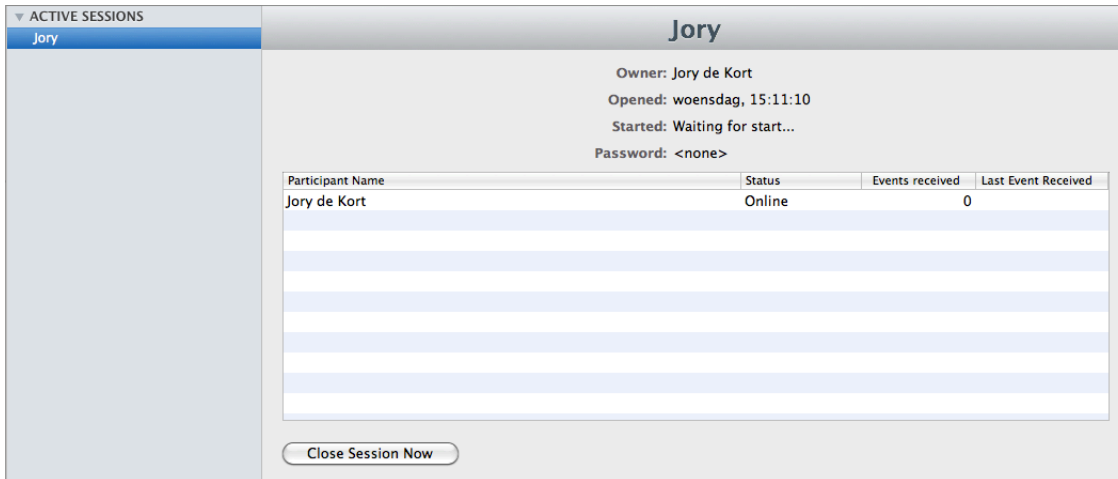 ACTIVE SESSIONS
Jory
Jory
Owner: Jory de Kort
Opened: woensdag, 15:11:10
Started: Waiting for start...
Password: <none>
Participant Name Status Events received Last Event Received
Jory de Kort Online 0
Close Session Now